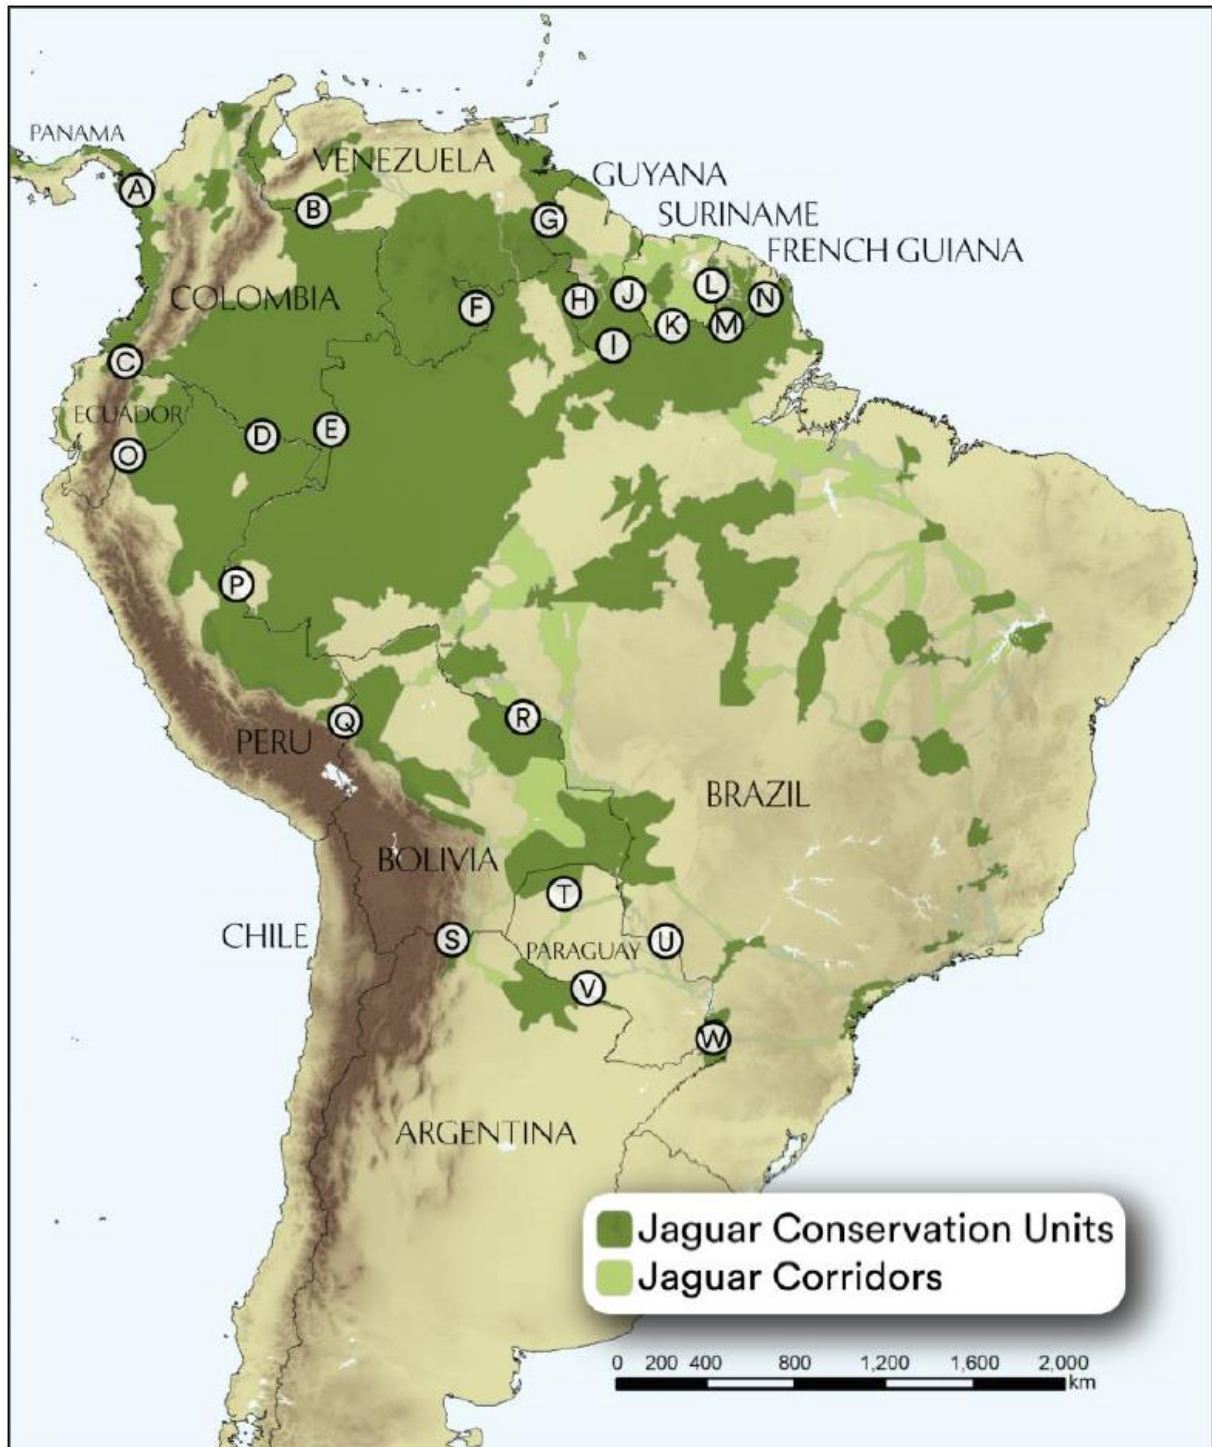 PANAMA
VENEZUELA
GUYANA
SURINAME
FRENCH GUIANA
COLOMBIA
ECUADOR
PERU
BRAZIL
BOLIVIA
CHILE
PARAGUAY
ARGENTINA
A
B
C
D
E
F
G
H
I
J
K
L
M
N
O
P
Q
R
S
T
U
V
W
Jaguar Conservation Units
Jaguar Corridors
0 200 400 800 1,200 1,600 2,000
km